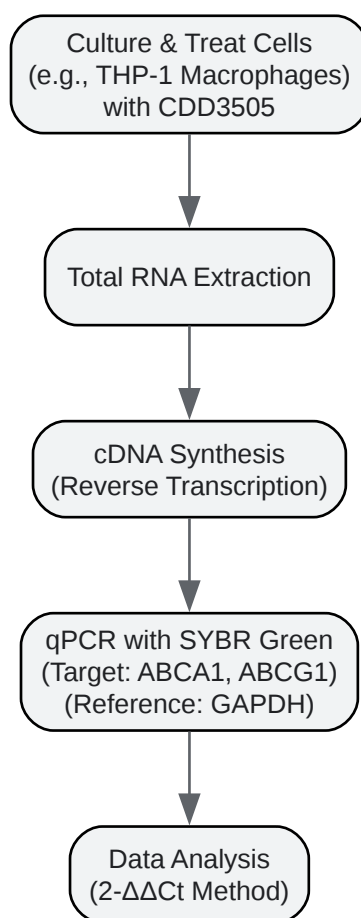 Culture & Treat Cells
(e.g., THP-1 Macrophages)
with CDD3505
Total RNA Extraction
cDNA Synthesis
(Reverse Transcription)
qPCR with SYBR Green
(Target: ABCA1, ABCG1)
(Reference: GAPDH)
Data Analysis
(2-ΔΔCt Method)